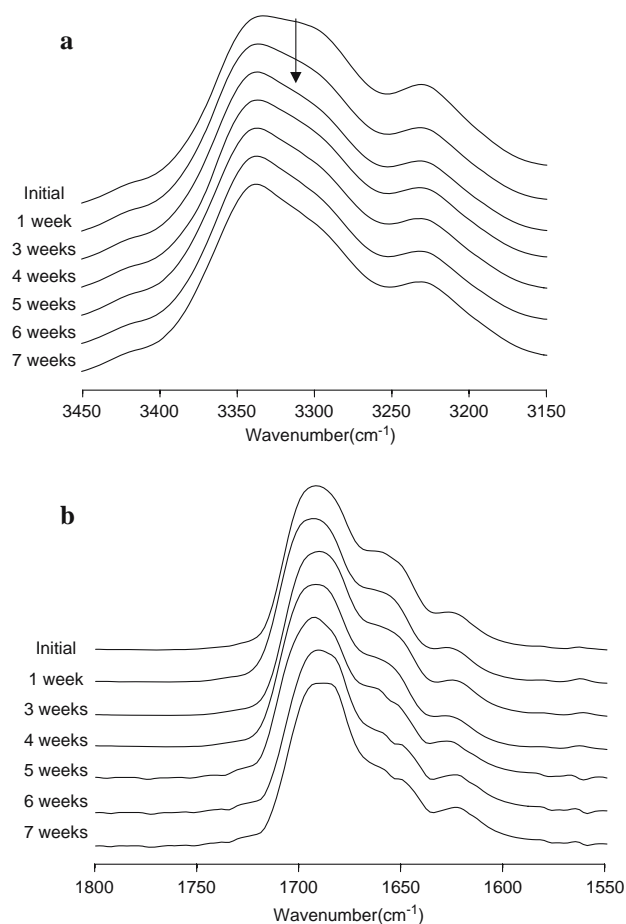 a
Initial
1 week
3 weeks
4 weeks
5 weeks
6 weeks
7 weeks
3450 3400 3350 3300 3250 3200 3150
Wavenumber(cm-1)
b
Initial
1 week
3 weeks
4 weeks
5 weeks
6 weeks
7 weeks
1800 1750 1700 1650 1600 1550
Wavenumber(cm-1)